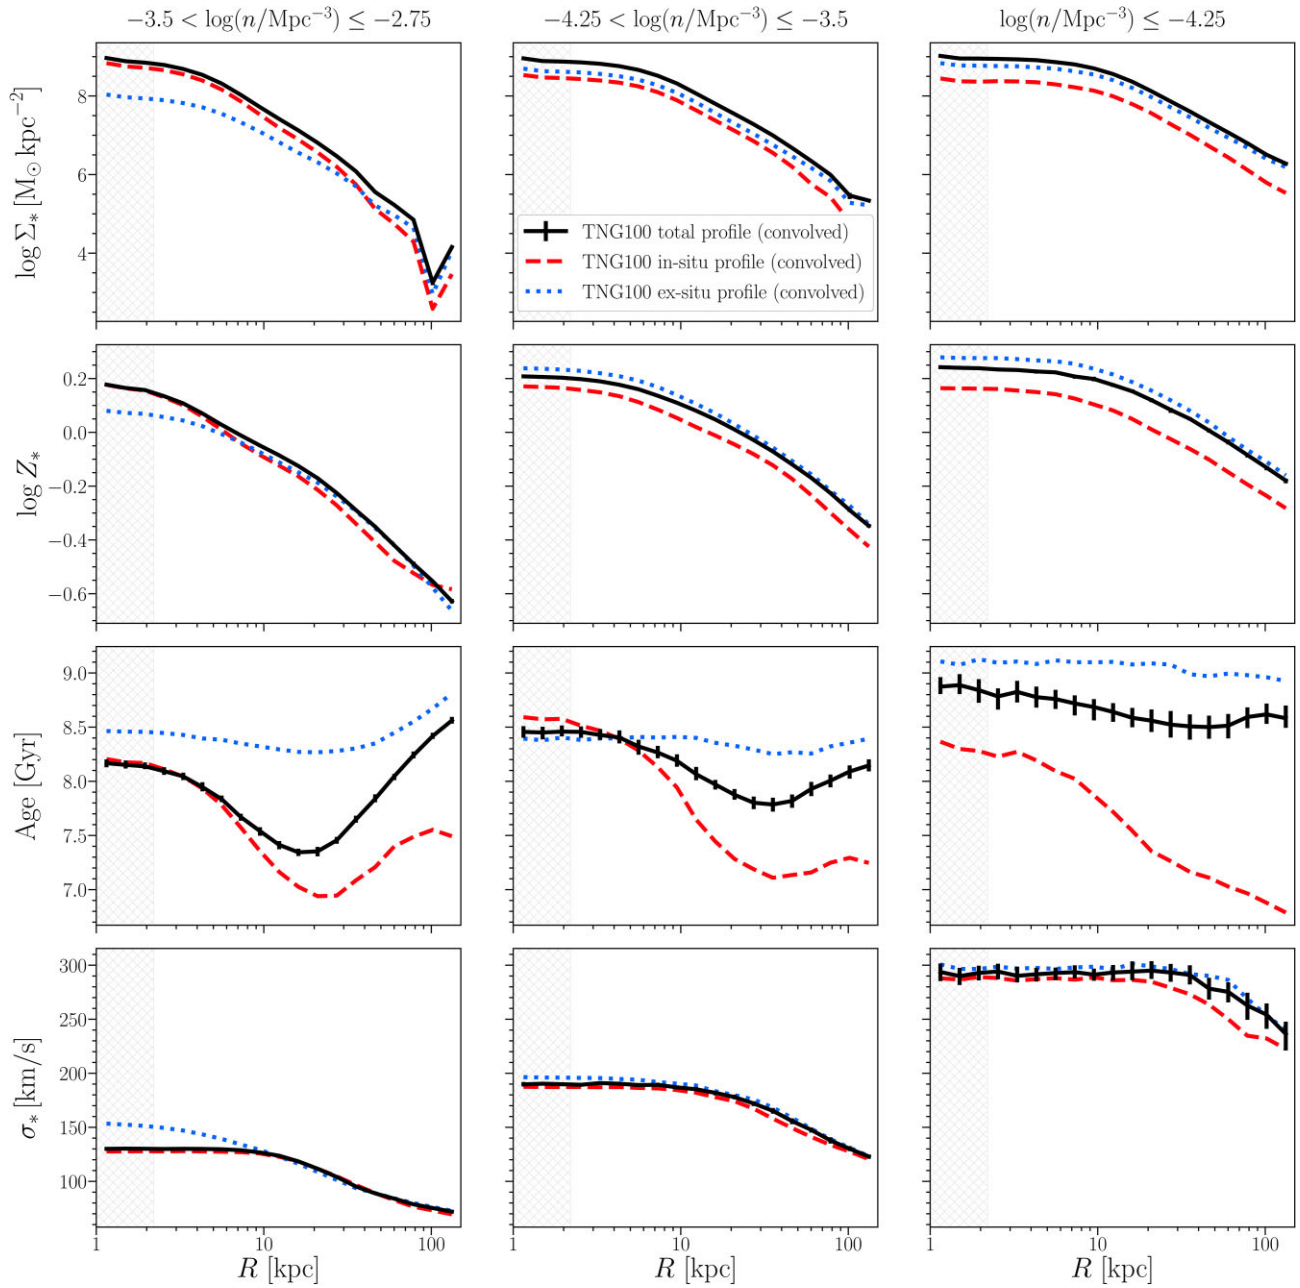 −3.5 < log(n/Mpc⁻³) ≤ −2.75
−4.25 < log(n/Mpc⁻³) ≤ −3.5
log(n/Mpc⁻³) ≤ −4.25
log Σ* [M⊙ kpc⁻²]
8
6
4
TNG100 total profile (convolved)
TNG100 in-situ profile (convolved)
TNG100 ex-situ profile (convolved)
log Z*
0.2
0.0
−0.2
−0.4
−0.6
Age [Gyr]
9.0
8.5
8.0
7.5
7.0
σ* [km/s]
300
250
200
150
100
1 10 100
1 10 100
1 10 100
R [kpc]
R [kpc]
R [kpc]